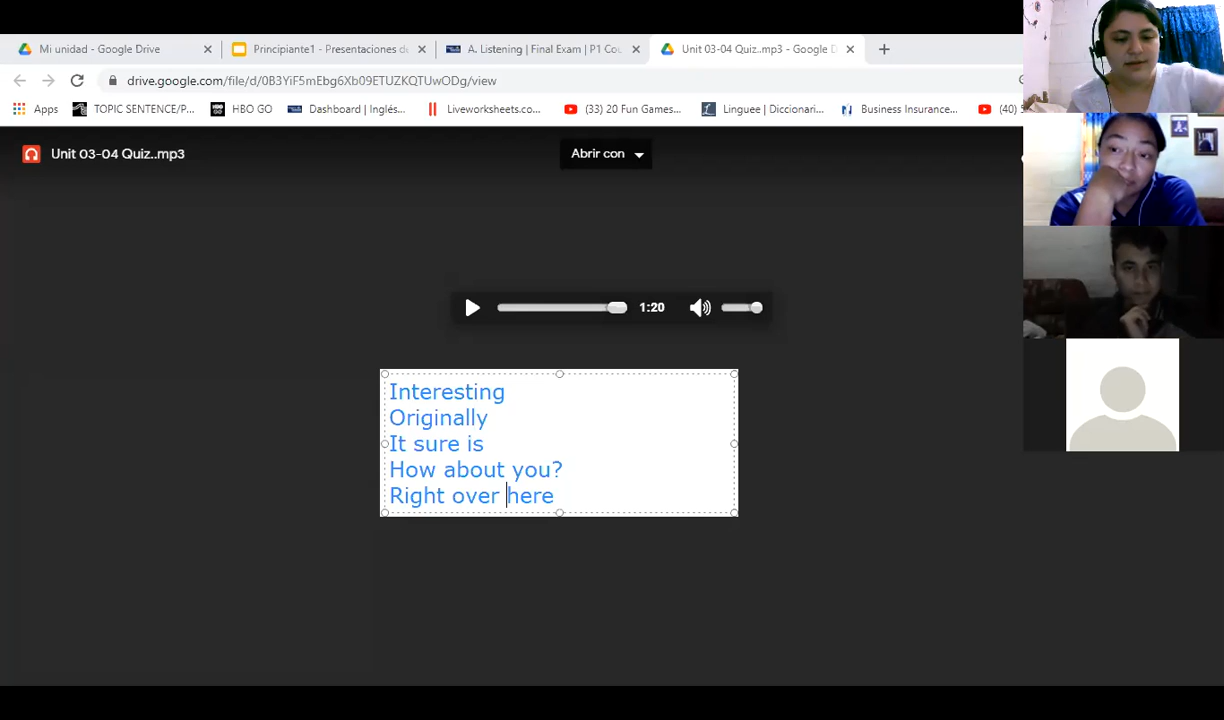 Mi unidad - Google Drive
Principiante1 - Presentaciones de
A. Listening | Final Exam | P1 Cou
Unit 03-04 Quiz..mp3 - Google D
drive.google.com/file/d/0B3YiF5mEbg6Xb09ETUZKQTUwODg/view
Apps
TOPIC SENTENCE/P...
HBO GO
Dashboard | Inglés...
Liveworksheets.co...
(33) 20 Fun Games...
Linguee | Diccionari...
Business Insurance...
(40)
Unit 03-04 Quiz..mp3
Abrir con
1:20
Interesting
Originally
It sure is
How about you?
Right over here